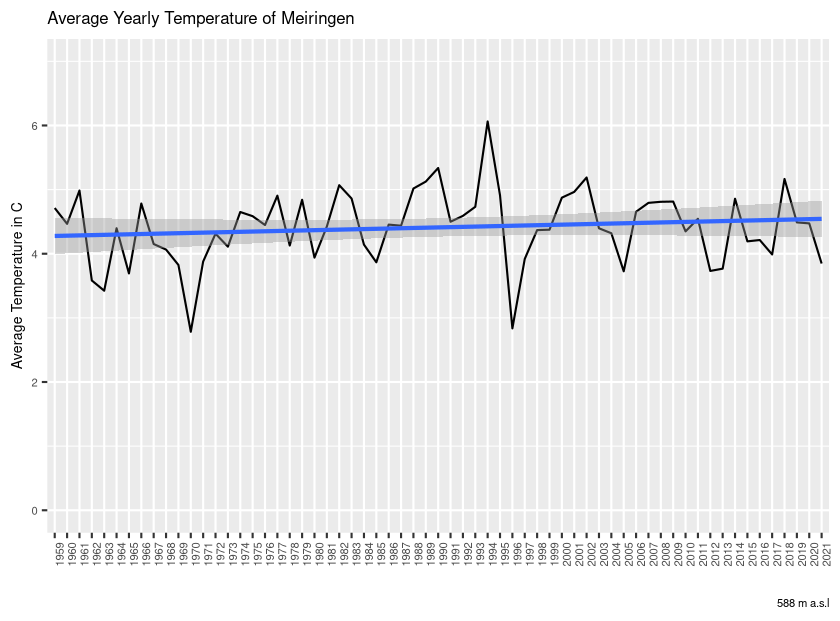 Average Yearly Temperature of Meiringen
Average Temperature in C
6
4
2
0
1959 1960 1961 1962 1963 1964 1965 1966 1967 1968 1969 1970 1971 1972 1973 1974 1975 1976 1977 1978 1979 1980 1981 1982 1983 1984 1985 1986 1987 1988 1989 1990 1991 1992 1993 1994 1995 1996 1997 1998 1999 2000 2001 2002 2003 2004 2005 2006 2007 2008 2009 2010 2011 2012 2013 2014 2015 2016 2017 2018 2019 2020 2021
588 m a.s.l